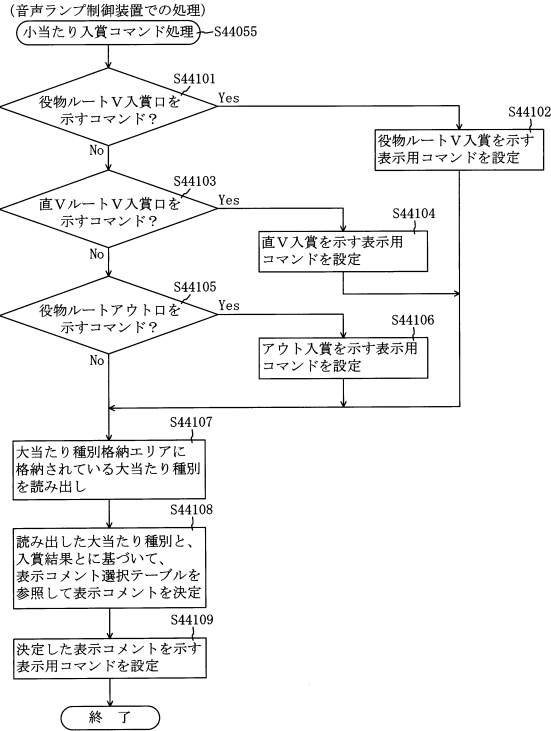 (音声ランプ制御装置での処理)
小当たり入賞コマンド処理
S44055
S44101
役物ルートV入賞口を
示すコマンド？
Yes
No
S44102
役物ルートV入賞を示す
表示用コマンドを設定
S44103
直VルートV入賞口を
示すコマンド？
Yes
No
S44104
直V入賞を示す表示用
コマンドを設定
S44105
役物ルートアウト口を
示すコマンド？
Yes
No
S44106
アウト入賞を示す表示用
コマンドを設定
S44107
大当たり種別格納エリアに
格納されている大当たり種別
を読み出し
S44108
読み出した大当たり種別と、
入賞結果とに基づいて、
表示コメント選択テーブルを
参照して表示コメントを決定
S44109
決定した表示コメントを示す
表示用コマンドを設定
終 了